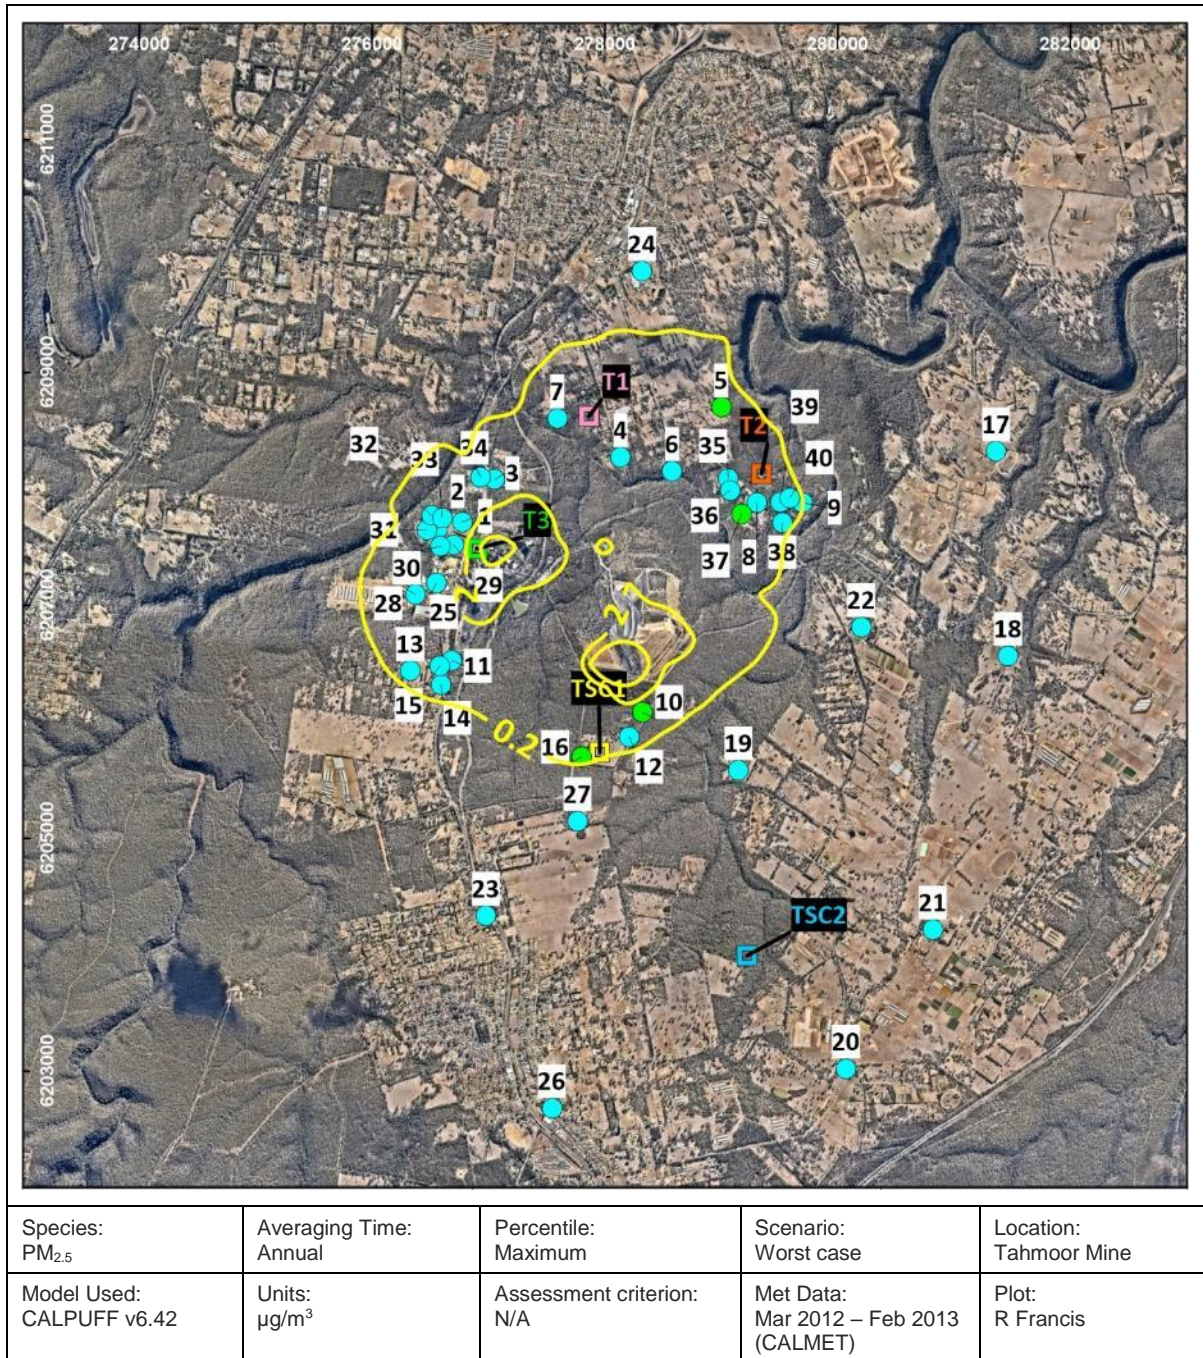 274000 276000 278000 280000 282000
6211000
24
6209000
T1
5
39
7
T2
17
32
33
34
3
4
6
35
40
2
1
T3
9
31
36
30
29
37
8
38
28
25
6207000
2
2
22
18
13
11
TSC1
10
15
14
0.2
16
12
19
27
6205000
23
TSC2
21
20
6203000
26
Species:
PM2.5
Averaging Time:
Annual
Percentile:
Maximum
Scenario:
Worst case
Location:
Tahmoor Mine
Model Used:
CALPUFF v6.42
Units:
µg/m³
Assessment criterion:
N/A
Met Data:
Mar 2012 – Feb 2013
(CALMET)
Plot:
R Francis